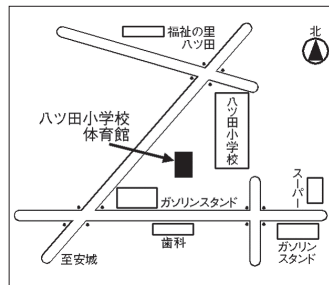 福祉の里
八ツ田
北
八ツ田小学校
体育館
八ツ田小学校
スーパー
ガソリンスタンド
歯科
ガソリン
スタンド
至安城